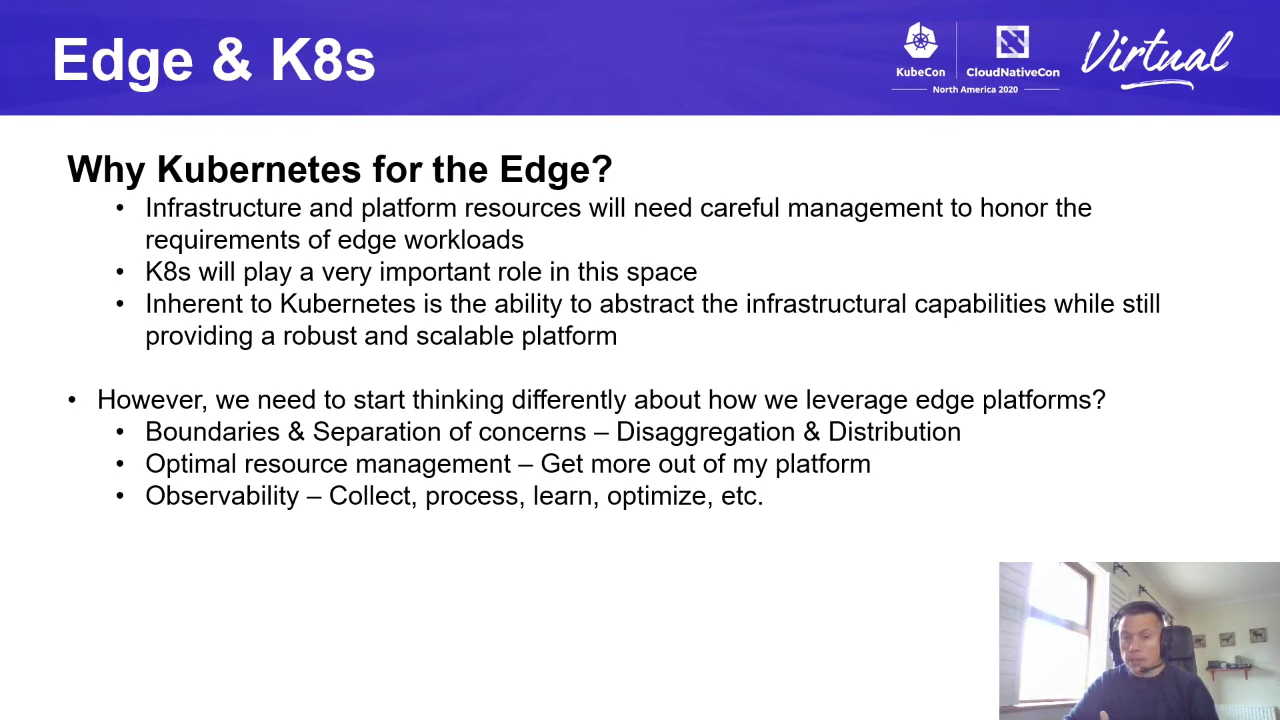 Edge & K8s
KubeCon
CloudNativeCon
North America 2020
Virtual
Why Kubernetes for the Edge?
• Infrastructure and platform resources will need careful management to honor the
requirements of edge workloads
• K8s will play a very important role in this space
• Inherent to Kubernetes is the ability to abstract the infrastructural capabilities while still
providing a robust and scalable platform
• However, we need to start thinking differently about how we leverage edge platforms?
• Boundaries & Separation of concerns – Disaggregation & Distribution
• Optimal resource management – Get more out of my platform
• Observability – Collect, process, learn, optimize, etc.